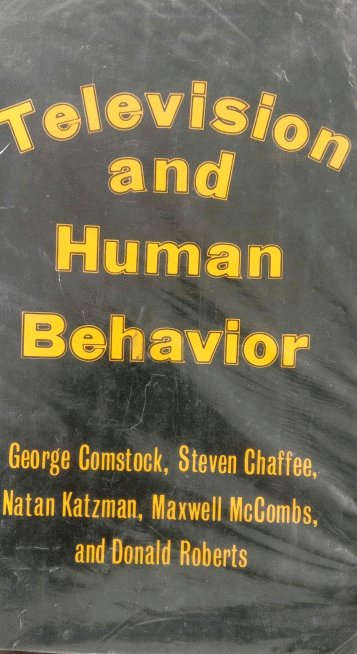 Television
and
Human
Behavior
George Comstock, Steven Chaffee,
Natan Katzman, Maxwell McCombs,
and Donald Roberts